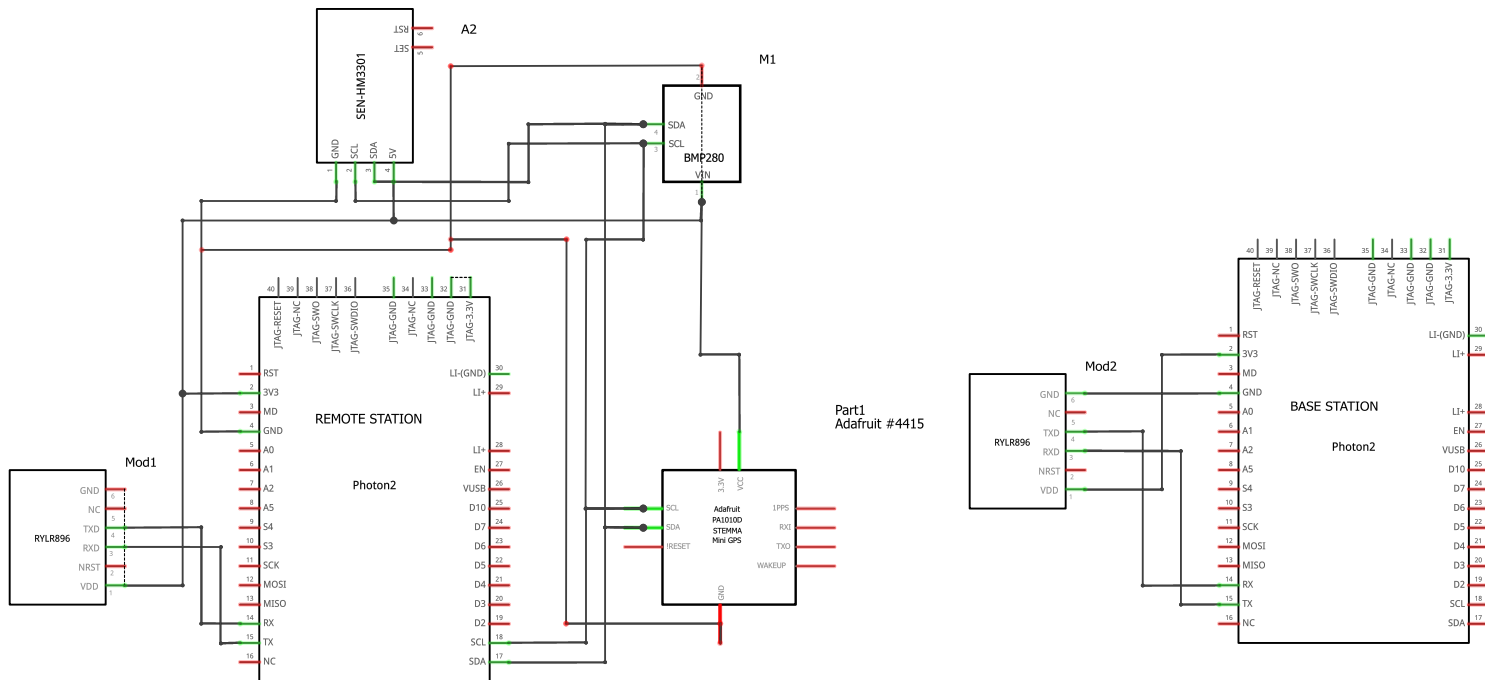 A2
RST
6
SET
5
SEN-HM3301
GND
SCL
SDA
5V
1
2
3
4
M1
2
GND
SDA
4
SCL
3
BMP280
VIN
1
40
39
38
37
36
35
34
33
32
31
JTAG-RESET
JTAG-NC
JTAG-SWO
JTAG-SWCLK
JTAG-SWDIO
JTAG-GND
JTAG-NC
JTAG-GND
JTAG-GND
JTAG-3.3V
1 RST
2 3V3
3 MD
4 GND
5 A0
6 A1
7 A2
8 A5
9 S4
10 S3
11 SCK
12 MOSI
13 MISO
14 RX
15 TX
16 NC
REMOTE STATION
Photon2
LI-(GND) 30
LI+ 29
LI+ 28
EN 27
VUSB 26
D10 25
D7 24
D6 23
D5 22
D4 21
D3 20
D2 19
SCL 18
SDA 17
Mod1
RYLR896
GND 6
NC 5
TXD 4
RXD 3
NRST 2
VDD 1
Part1
Adafruit #4415
3.3V
VCC
Adafruit
PA1010D
STEMMA
Mini GPS
SCL
SDA
!RESET
1PPS
RXI
TXO
WAKEUP
GND
Mod2
RYLR896
GND 6
NC 5
TXD 4
RXD 3
NRST 2
VDD 1
40
39
38
37
36
35
34
33
32
31
JTAG-RESET
JTAG-NC
JTAG-SWO
JTAG-SWCLK
JTAG-SWDIO
JTAG-GND
JTAG-NC
JTAG-GND
JTAG-GND
JTAG-3.3V
1 RST
2 3V3
3 MD
4 GND
5 A0
6 A1
7 A2
8 A5
9 S4
10 S3
11 SCK
12 MOSI
13 MISO
14 RX
15 TX
16 NC
BASE STATION
Photon2
LI-(GND) 30
LI+ 29
LI+ 28
EN 27
VUSB 26
D10 25
D7 24
D6 23
D5 22
D4 21
D3 20
D2 19
SCL 18
SDA 17